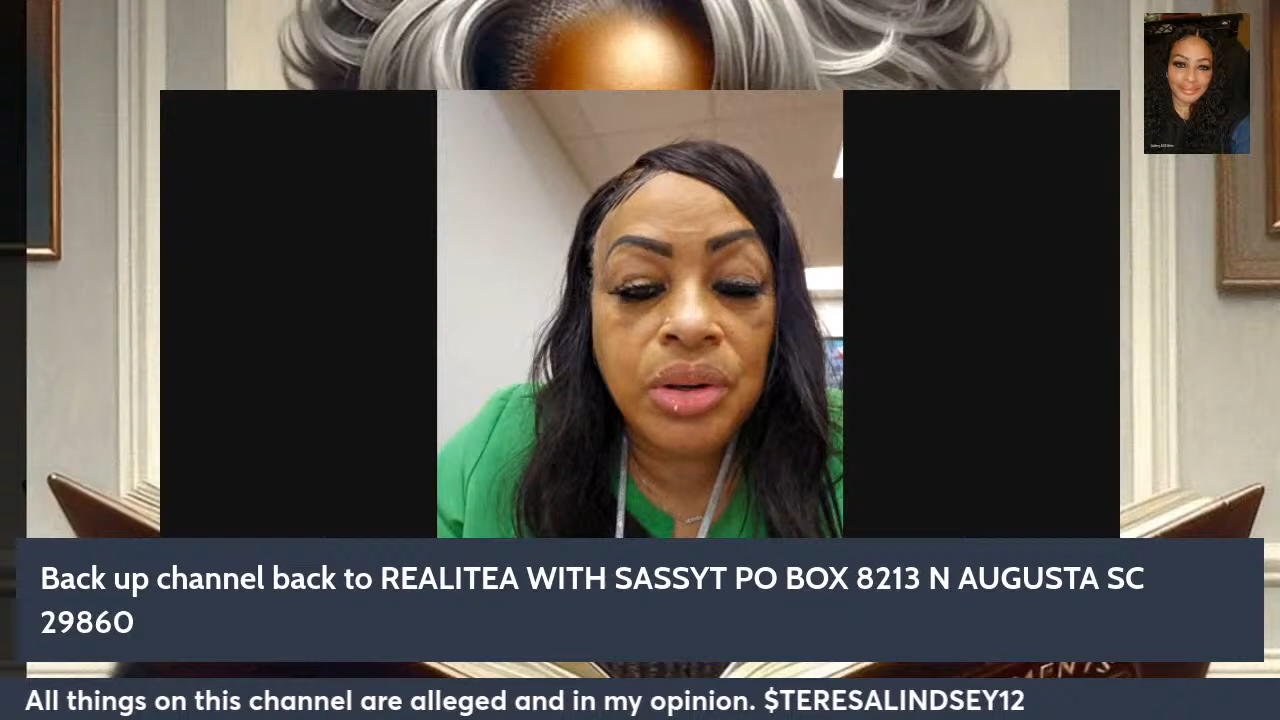 Back up channel back to REALITEA WITH SASSYT PO BOX 8213 N AUGUSTA SC
29860
All things on this channel are alleged and in my opinion. $TERESALINDSEY12